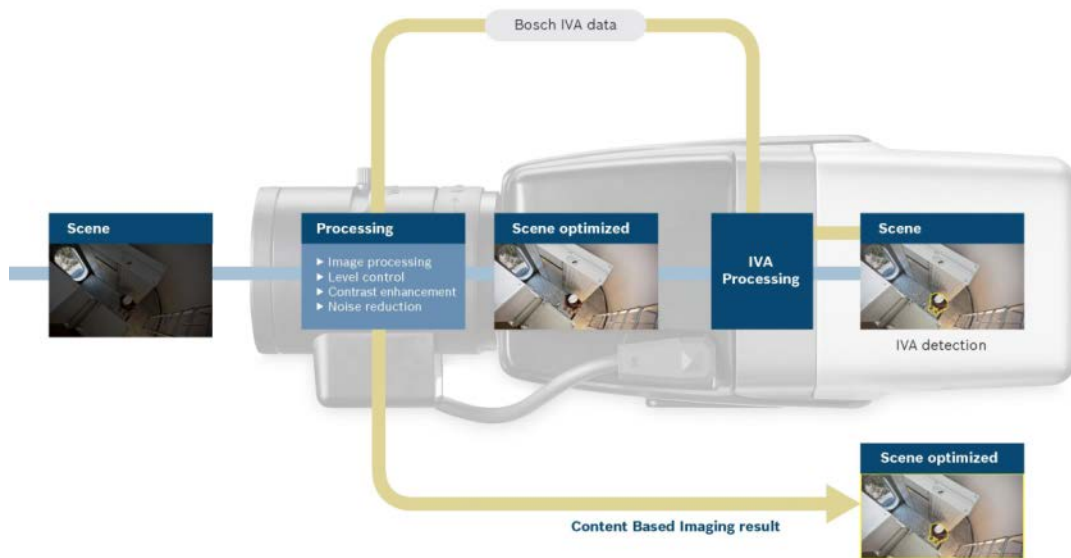 Bosch IVA data
Scene
Processing
▶ Image processing
▶ Level control
▶ Contrast enhancement
▶ Noise reduction
Scene optimized
IVA
Processing
Scene
IVA detection
Scene optimized
Content Based Imaging result